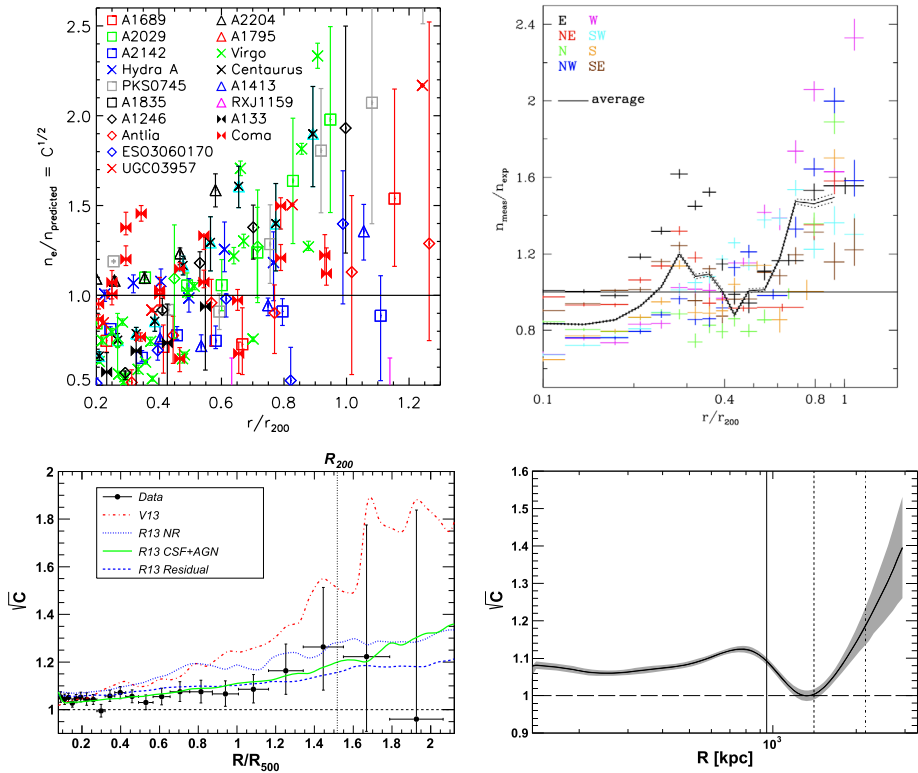 n_e/n_predicted = C^1/2
2.5
2.0
1.5
1.0
0.5
A1689
A2029
A2142
Hydra A
PKS0745
A1835
A1246
Antlia
ESO3060170
UGC03957
A2204
A1795
Virgo
Centaurus
A1413
RXJ1159
A133
Coma
0.2 0.4 0.6 0.8 1.0 1.2
r/r_200
n_meas/n_exp
2.4
2
1.6
1.2
0.8
E W
NE SW
N S
NW SE
average
0.1 0.2 0.4 0.6 0.8 1
r/r_200
R_200
√C
2
1.8
1.6
1.4
1.2
1
Data
V13
R13 NR
R13 CSF+AGN
R13 Residual
0.2 0.4 0.6 0.8 1 1.2 1.4 1.6 1.8 2
R/R_500
√C
1.6
1.5
1.4
1.3
1.2
1.1
1
0.9
10^3
R [kpc]